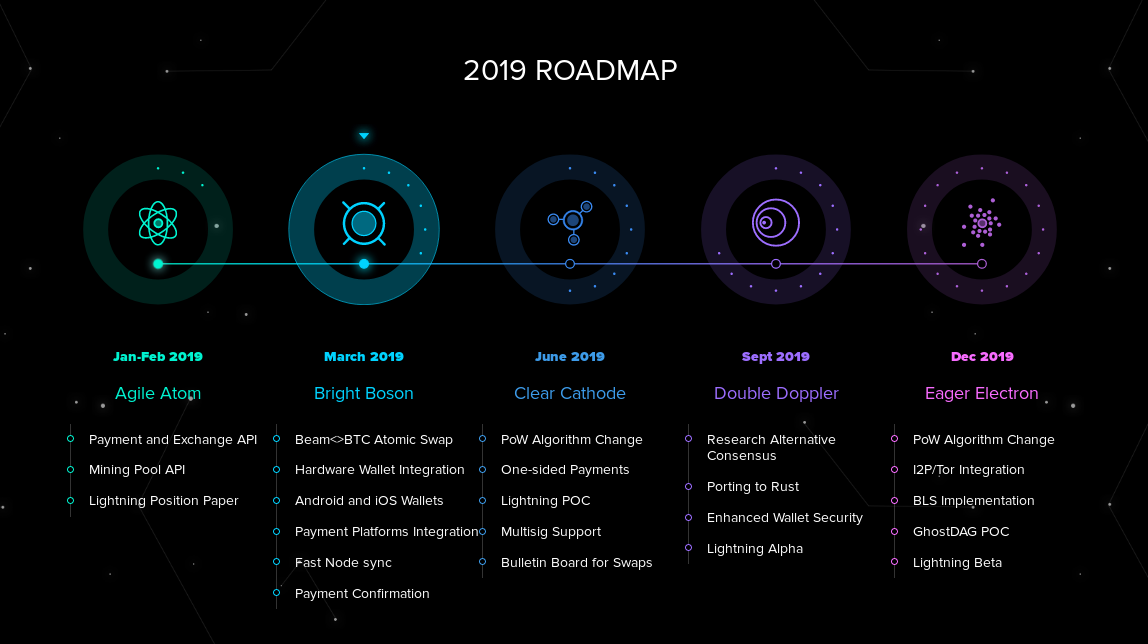 2019 ROADMAP
Jan-Feb 2019
Agile Atom
Payment and Exchange API
Mining Pool API
Lightning Position Paper
March 2019
Bright Boson
Beam<>BTC Atomic Swap
Hardware Wallet Integration
Android and iOS Wallets
Payment Platforms Integration
Fast Node sync
Payment Confirmation
June 2019
Clear Cathode
PoW Algorithm Change
One-sided Payments
Lightning POC
Multisig Support
Bulletin Board for Swaps
Sept 2019
Double Doppler
Research Alternative
Consensus
Porting to Rust
Enhanced Wallet Security
Lightning Alpha
Dec 2019
Eager Electron
PoW Algorithm Change
I2P/Tor Integration
BLS Implementation
GhostDAG POC
Lightning Beta